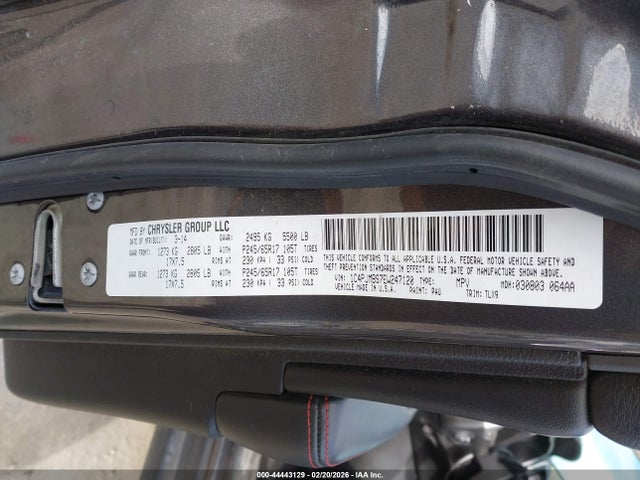 MFD BY CHRYSLER GROUP LLC
DATE OF MFR(BUILT): 3-14 GVWR: 2495 KG 5500 LB
GAWR FRONT: 1273 KG 2805 LB WITH P245/65R17 105T TIRES
17X7.5 RIMS AT 230 KPA( 33 PSI)COLD
GAWR REAR: 1273 KG 2805 LB WITH P245/65R17 105T TIRES
17X7.5 RIMS AT 230 KPA( 33 PSI)COLD
THIS VEHICLE CONFORMS TO ALL APPLICABLE U.S.A. FEDERAL MOTOR VEHICLE SAFETY AND
THEFT PREVENTION STANDARDS IN EFFECT ON THE DATE OF MANUFACTURE SHOWN ABOVE.
VIN: TYPE: MPV MDH: 030803 064AA
MADE IN U.S.A. PAINT: PAU TRIM: TLX9
000-44443129 - 02/20/2026 - IAA Inc.